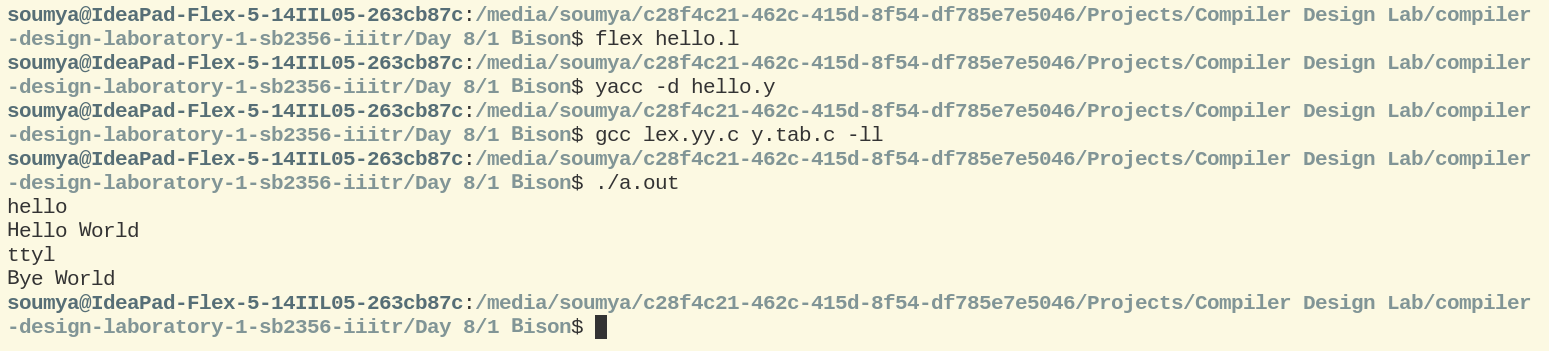 soumya@IdeaPad-Flex-5-14IIL05-263cb87c:/media/soumya/c28f4c21-462c-415d-8f54-df785e7e5046/Projects/Compiler Design Lab/compiler
-design-laboratory-1-sb2356-iiitr/Day 8/1 Bison$ flex hello.l
soumya@IdeaPad-Flex-5-14IIL05-263cb87c:/media/soumya/c28f4c21-462c-415d-8f54-df785e7e5046/Projects/Compiler Design Lab/compiler
-design-laboratory-1-sb2356-iiitr/Day 8/1 Bison$ yacc -d hello.y
soumya@IdeaPad-Flex-5-14IIL05-263cb87c:/media/soumya/c28f4c21-462c-415d-8f54-df785e7e5046/Projects/Compiler Design Lab/compiler
-design-laboratory-1-sb2356-iiitr/Day 8/1 Bison$ gcc lex.yy.c y.tab.c -ll
soumya@IdeaPad-Flex-5-14IIL05-263cb87c:/media/soumya/c28f4c21-462c-415d-8f54-df785e7e5046/Projects/Compiler Design Lab/compiler
-design-laboratory-1-sb2356-iiitr/Day 8/1 Bison$ ./a.out
hello
Hello World
ttyl
Bye World
soumya@IdeaPad-Flex-5-14IIL05-263cb87c:/media/soumya/c28f4c21-462c-415d-8f54-df785e7e5046/Projects/Compiler Design Lab/compiler
-design-laboratory-1-sb2356-iiitr/Day 8/1 Bison$